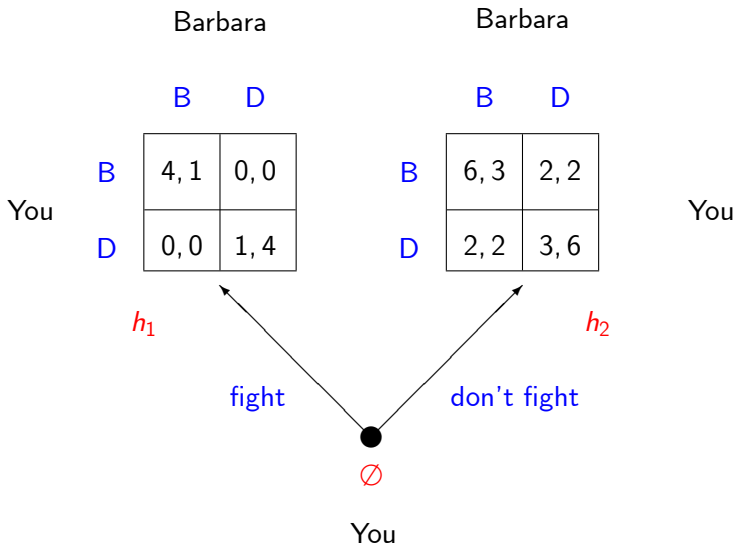 Barbara Barbara
B D B D
B 4, 1 0, 0 B 6, 3 2, 2
You You
D 0, 0 1, 4 D 2, 2 3, 6
h₁ h₂
fight don't fight
∅
You